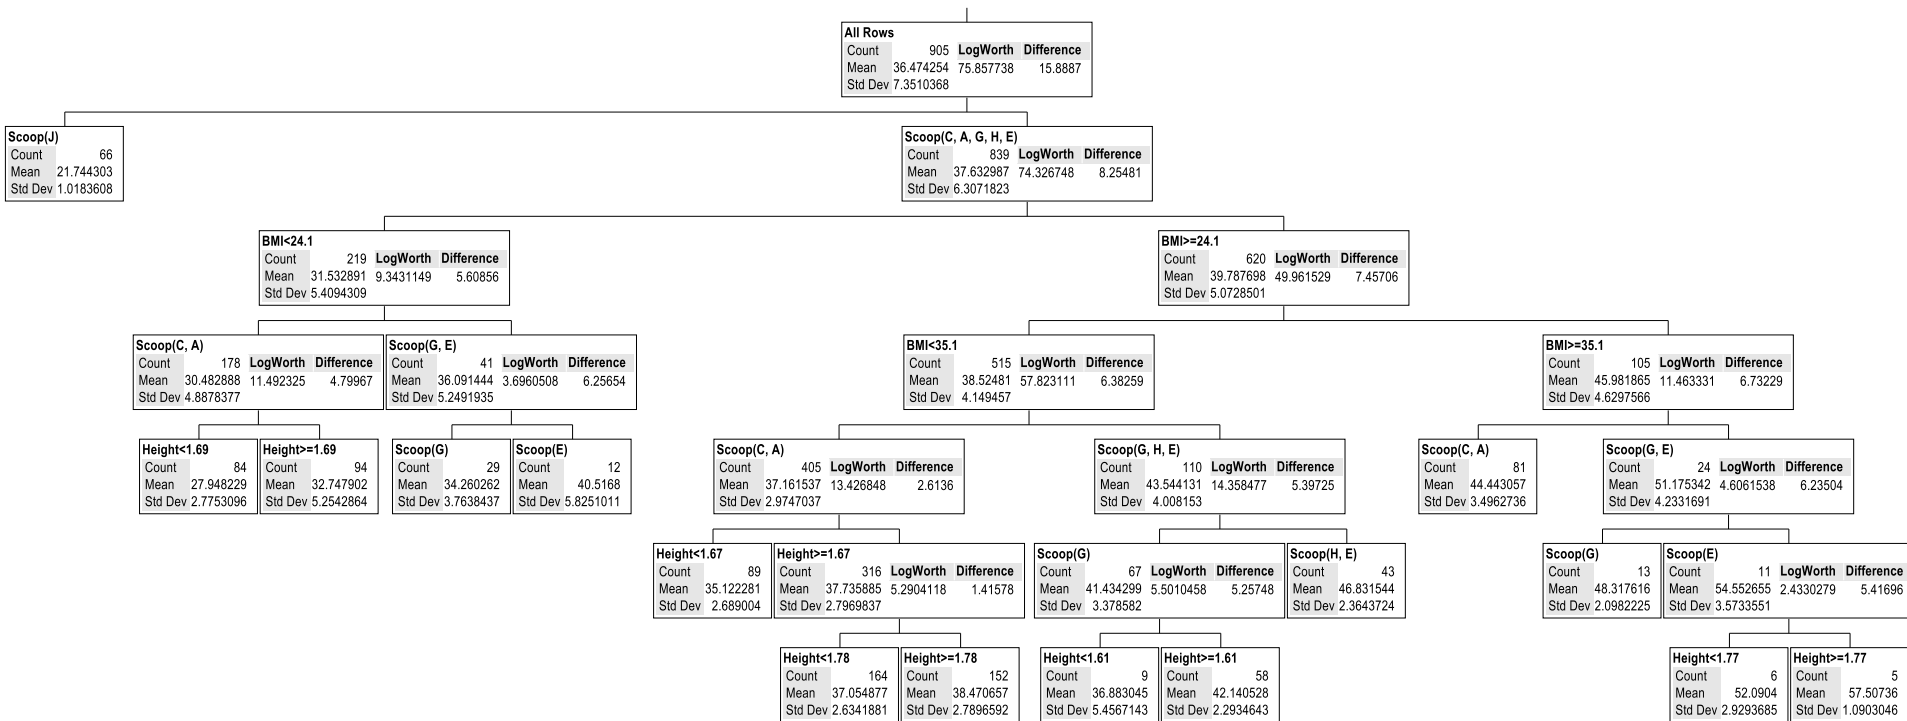 All Rows
Count 905 LogWorth Difference
Mean 36.474254 75.857738 15.8887
Std Dev 7.3510368
Scoop(J)
Count 66
Mean 21.744303
Std Dev 1.0183608
Scoop(C, A, G, H, E)
Count 839 LogWorth Difference
Mean 37.632987 74.326748 8.25481
Std Dev 6.3071823
BMI<24.1
Count 219 LogWorth Difference
Mean 31.532891 9.3431149 5.60856
Std Dev 5.4094309
BMI>=24.1
Count 620 LogWorth Difference
Mean 39.787698 49.961529 7.45706
Std Dev 5.0728501
Scoop(C, A)
Count 178 LogWorth Difference
Mean 30.482888 11.492325 4.79967
Std Dev 4.8878377
Scoop(G, E)
Count 41 LogWorth Difference
Mean 36.091444 3.6960508 6.25654
Std Dev 5.2491935
BMI<35.1
Count 515 LogWorth Difference
Mean 38.52481 57.823111 6.38259
Std Dev 4.149457
BMI>=35.1
Count 105 LogWorth Difference
Mean 45.981865 11.463331 6.73229
Std Dev 4.6297566
Height<1.69
Count 84
Mean 27.948229
Std Dev 2.7753096
Height>=1.69
Count 94
Mean 32.747902
Std Dev 5.2542864
Scoop(G)
Count 29
Mean 34.260262
Std Dev 3.7638437
Scoop(E)
Count 12
Mean 40.5168
Std Dev 5.8251011
Scoop(C, A)
Count 405 LogWorth Difference
Mean 37.161537 13.426848 2.6136
Std Dev 2.9747037
Scoop(G, H, E)
Count 110 LogWorth Difference
Mean 43.544131 14.358477 5.39725
Std Dev 4.008153
Scoop(C, A)
Count 81
Mean 44.443057
Std Dev 3.4962736
Scoop(G, E)
Count 24 LogWorth Difference
Mean 51.175342 4.6061538 6.23504
Std Dev 4.2331691
Height<1.67
Count 89
Mean 35.122281
Std Dev 2.689004
Height>=1.67
Count 316 LogWorth Difference
Mean 37.735885 5.2904118 1.41578
Std Dev 2.7969837
Scoop(G)
Count 67 LogWorth Difference
Mean 41.434299 5.5010458 5.25748
Std Dev 3.378582
Scoop(H, E)
Count 43
Mean 46.831544
Std Dev 2.3643724
Scoop(G)
Count 13
Mean 48.317616
Std Dev 2.0982225
Scoop(E)
Count 11 LogWorth Difference
Mean 54.552655 2.4330279 5.41696
Std Dev 3.5733551
Height<1.78
Count 164
Mean 37.054877
Std Dev 2.6341881
Height>=1.78
Count 152
Mean 38.470657
Std Dev 2.7896592
Height<1.61
Count 9
Mean 36.883045
Std Dev 5.4567143
Height>=1.61
Count 58
Mean 42.140528
Std Dev 2.2934643
Height<1.77
Count 6
Mean 52.0904
Std Dev 2.9293685
Height>=1.77
Count 5
Mean 57.50736
Std Dev 1.0903046